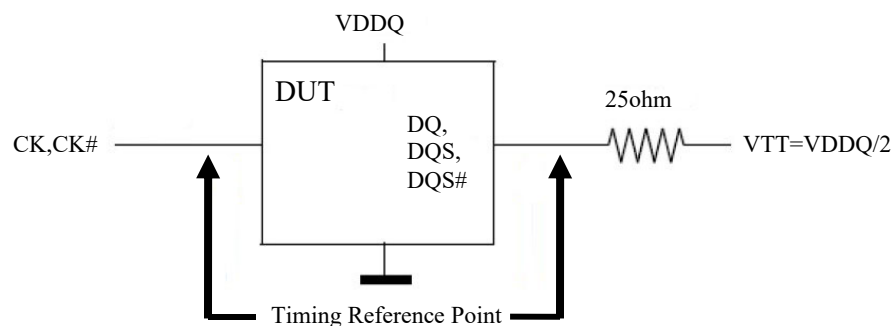 VDDQ
DUT
25ohm
DQ,
CK,CK#
DQS,
VTT=VDDQ/2
DQS#
Timing Reference Point